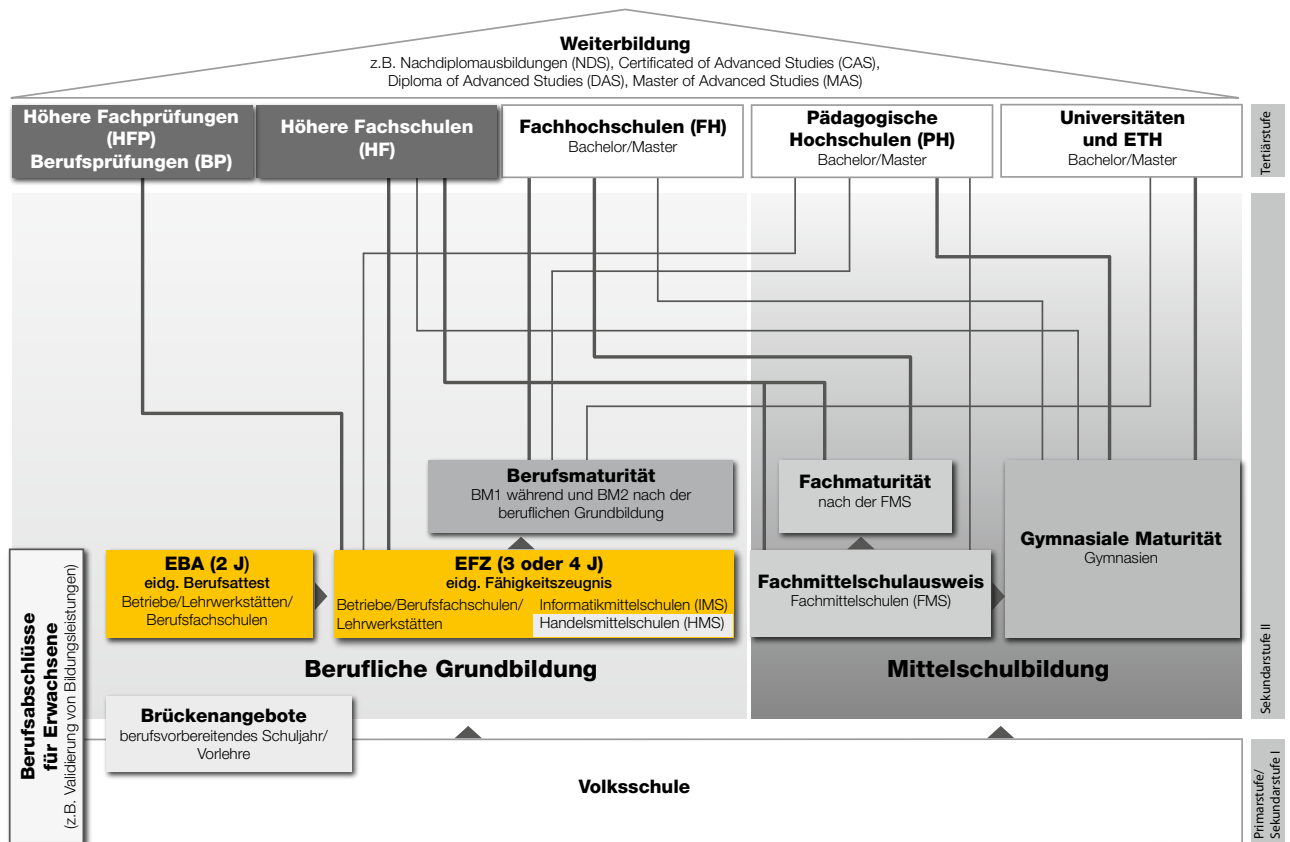 Weiterbildung
z.B. Nachdiplomausbildungen (NDS), Certificated of Advanced Studies (CAS),
Diploma of Advanced Studies (DAS), Master of Advanced Studies (MAS)
Höhere Fachprüfungen
(HFP)
Berufsprüfungen (BP)
Höhere Fachschulen
(HF)
Fachhochschulen (FH)
Bachelor/Master
Pädagogische
Hochschulen (PH)
Bachelor/Master
Universitäten
und ETH
Bachelor/Master
Tertiärstufe
Berufsmaturität
BM1 während und BM2 nach der
beruflichen Grundbildung
Fachmaturität
nach der FMS
Gymnasiale Maturität
Gymnasien
EBA (2 J)
eidg. Berufsattest
Betriebe/Lehrwerkstätten/
Berufsfachschulen
EFZ (3 oder 4 J)
eidg. Fähigkeitszeugnis
Betriebe/Berufsfachschulen/
Lehrwerkstätten
Informatikmittelschulen (IMS)
Handelsmittelschulen (HMS)
Fachmittelschulausweis
Fachmittelschulen (FMS)
Berufliche Grundbildung
Mittelschulbildung
Sekundarstufe II
Berufsabschlüsse
für Erwachsene
(z.B. Validierung von Bildungsleistungen)
Brückenangebote
berufsvorbereitendes Schuljahr/
Vorlehre
Volksschule
Primarstufe/
Sekundarstufe I